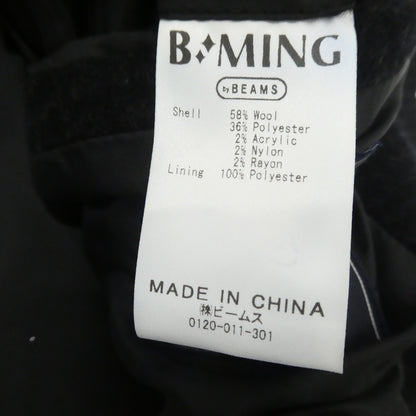 B MING
by BEAMS
Shell 58% Wool
36% Polyester
2% Acrylic
2% Nylon
2% Rayon
Lining 100% Polyester
MADE IN CHINA
㈱ビームス
0120-011-301